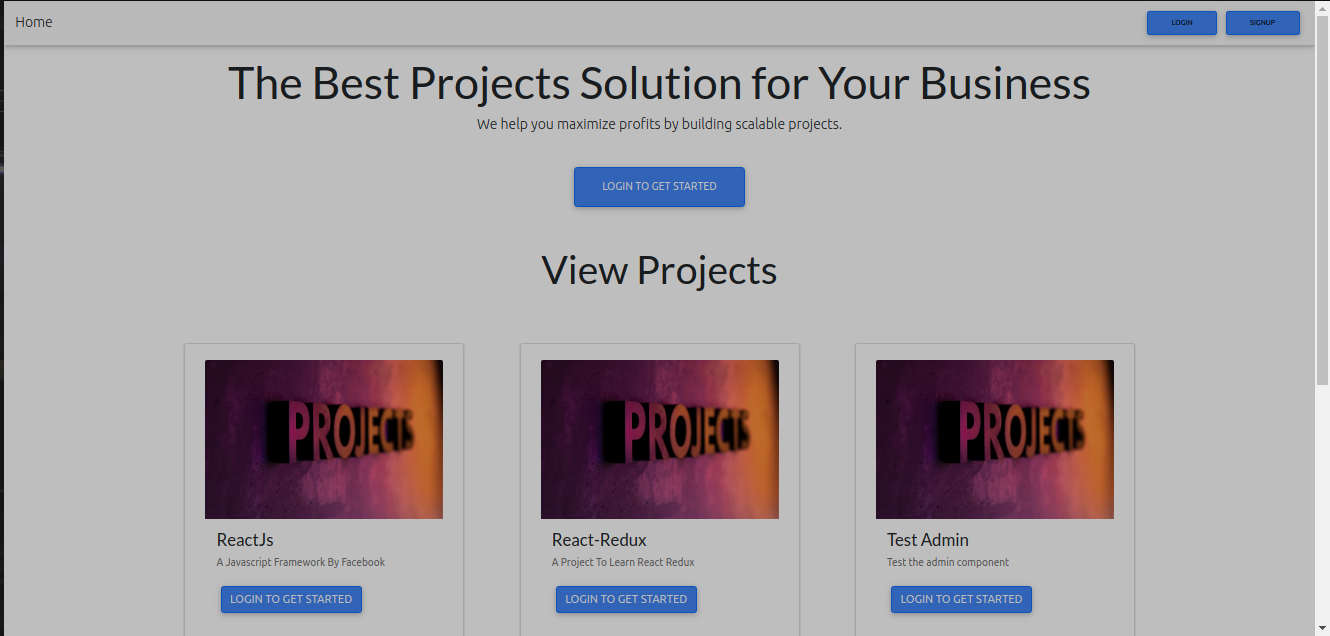 Home
LOGIN
SIGNUP
The Best Projects Solution for Your Business
We help you maximize profits by building scalable projects.
LOGIN TO GET STARTED
View Projects
PROJECTS
PROJECTS
PROJECTS
ReactJs
React-Redux
Test Admin
A Javascript Framework By Facebook
A Project To Learn React Redux
Test the admin component
LOGIN TO GET STARTED
LOGIN TO GET STARTED
LOGIN TO GET STARTED